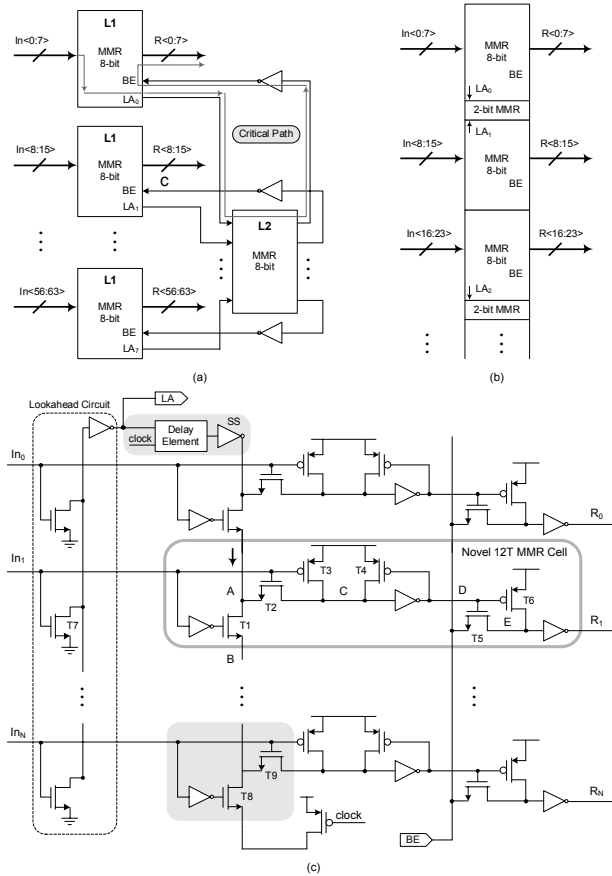 L1
In<0:7>
R<0:7>
MMR
8-bit
BE
LA0
Critical Path
L1
In<8:15>
R<8:15>
MMR
8-bit
C
BE
LA1
L2
MMR
8-bit
L1
In<56:63>
R<56:63>
MMR
8-bit
BE
LA7
(a)
In<0:7>
R<0:7>
MMR
8-bit
BE
LA0
2-bit MMR
LA1
In<8:15>
R<8:15>
MMR
8-bit
BE
In<16:23>
R<16:23>
MMR
8-bit
BE
LA2
2-bit MMR
(b)
Lookahead Circuit
LA
SS
Delay
Element
clock
In0
R0
Novel 12T MMR Cell
In1
T3
T4
A
C
D
T6
T2
R1
T7
T1
T5
E
B
InN
T9
T8
RN
clock
BE
(c)